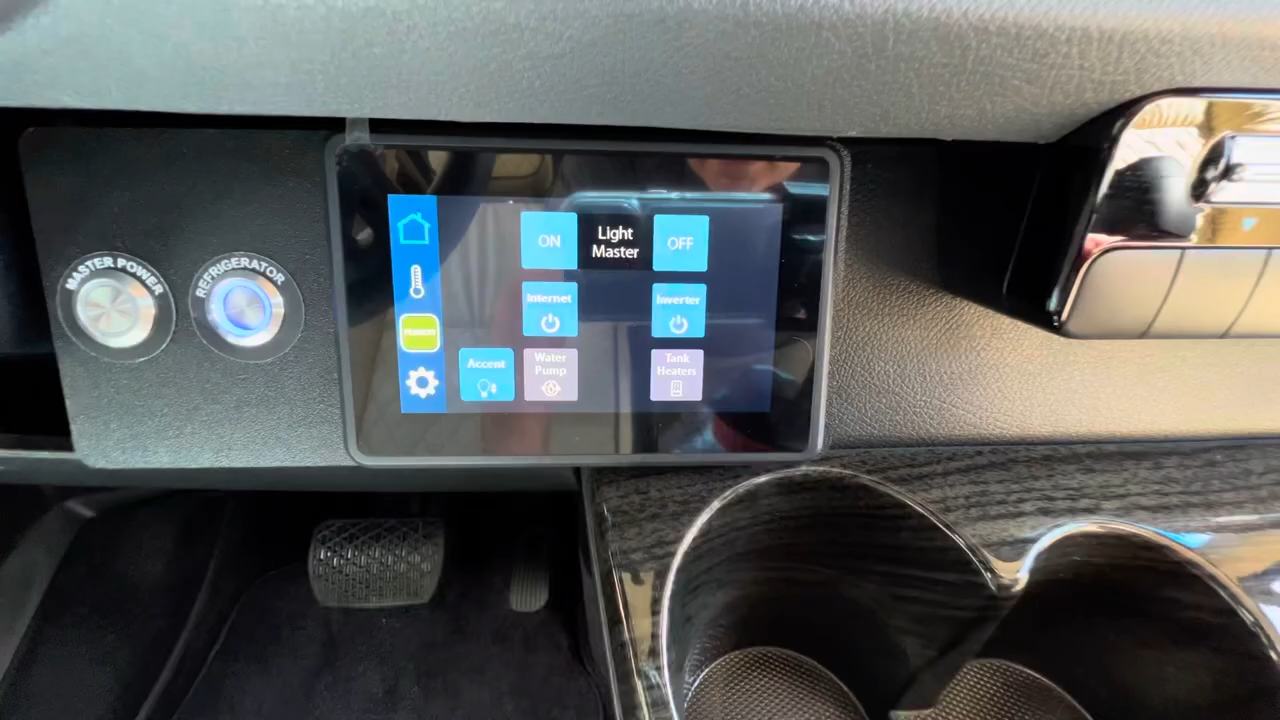 MASTER POWER
REFRIGERATOR
ON
Light
Master
OFF
Internet
Inverter
Accent
Water
Pump
Tank
Heaters